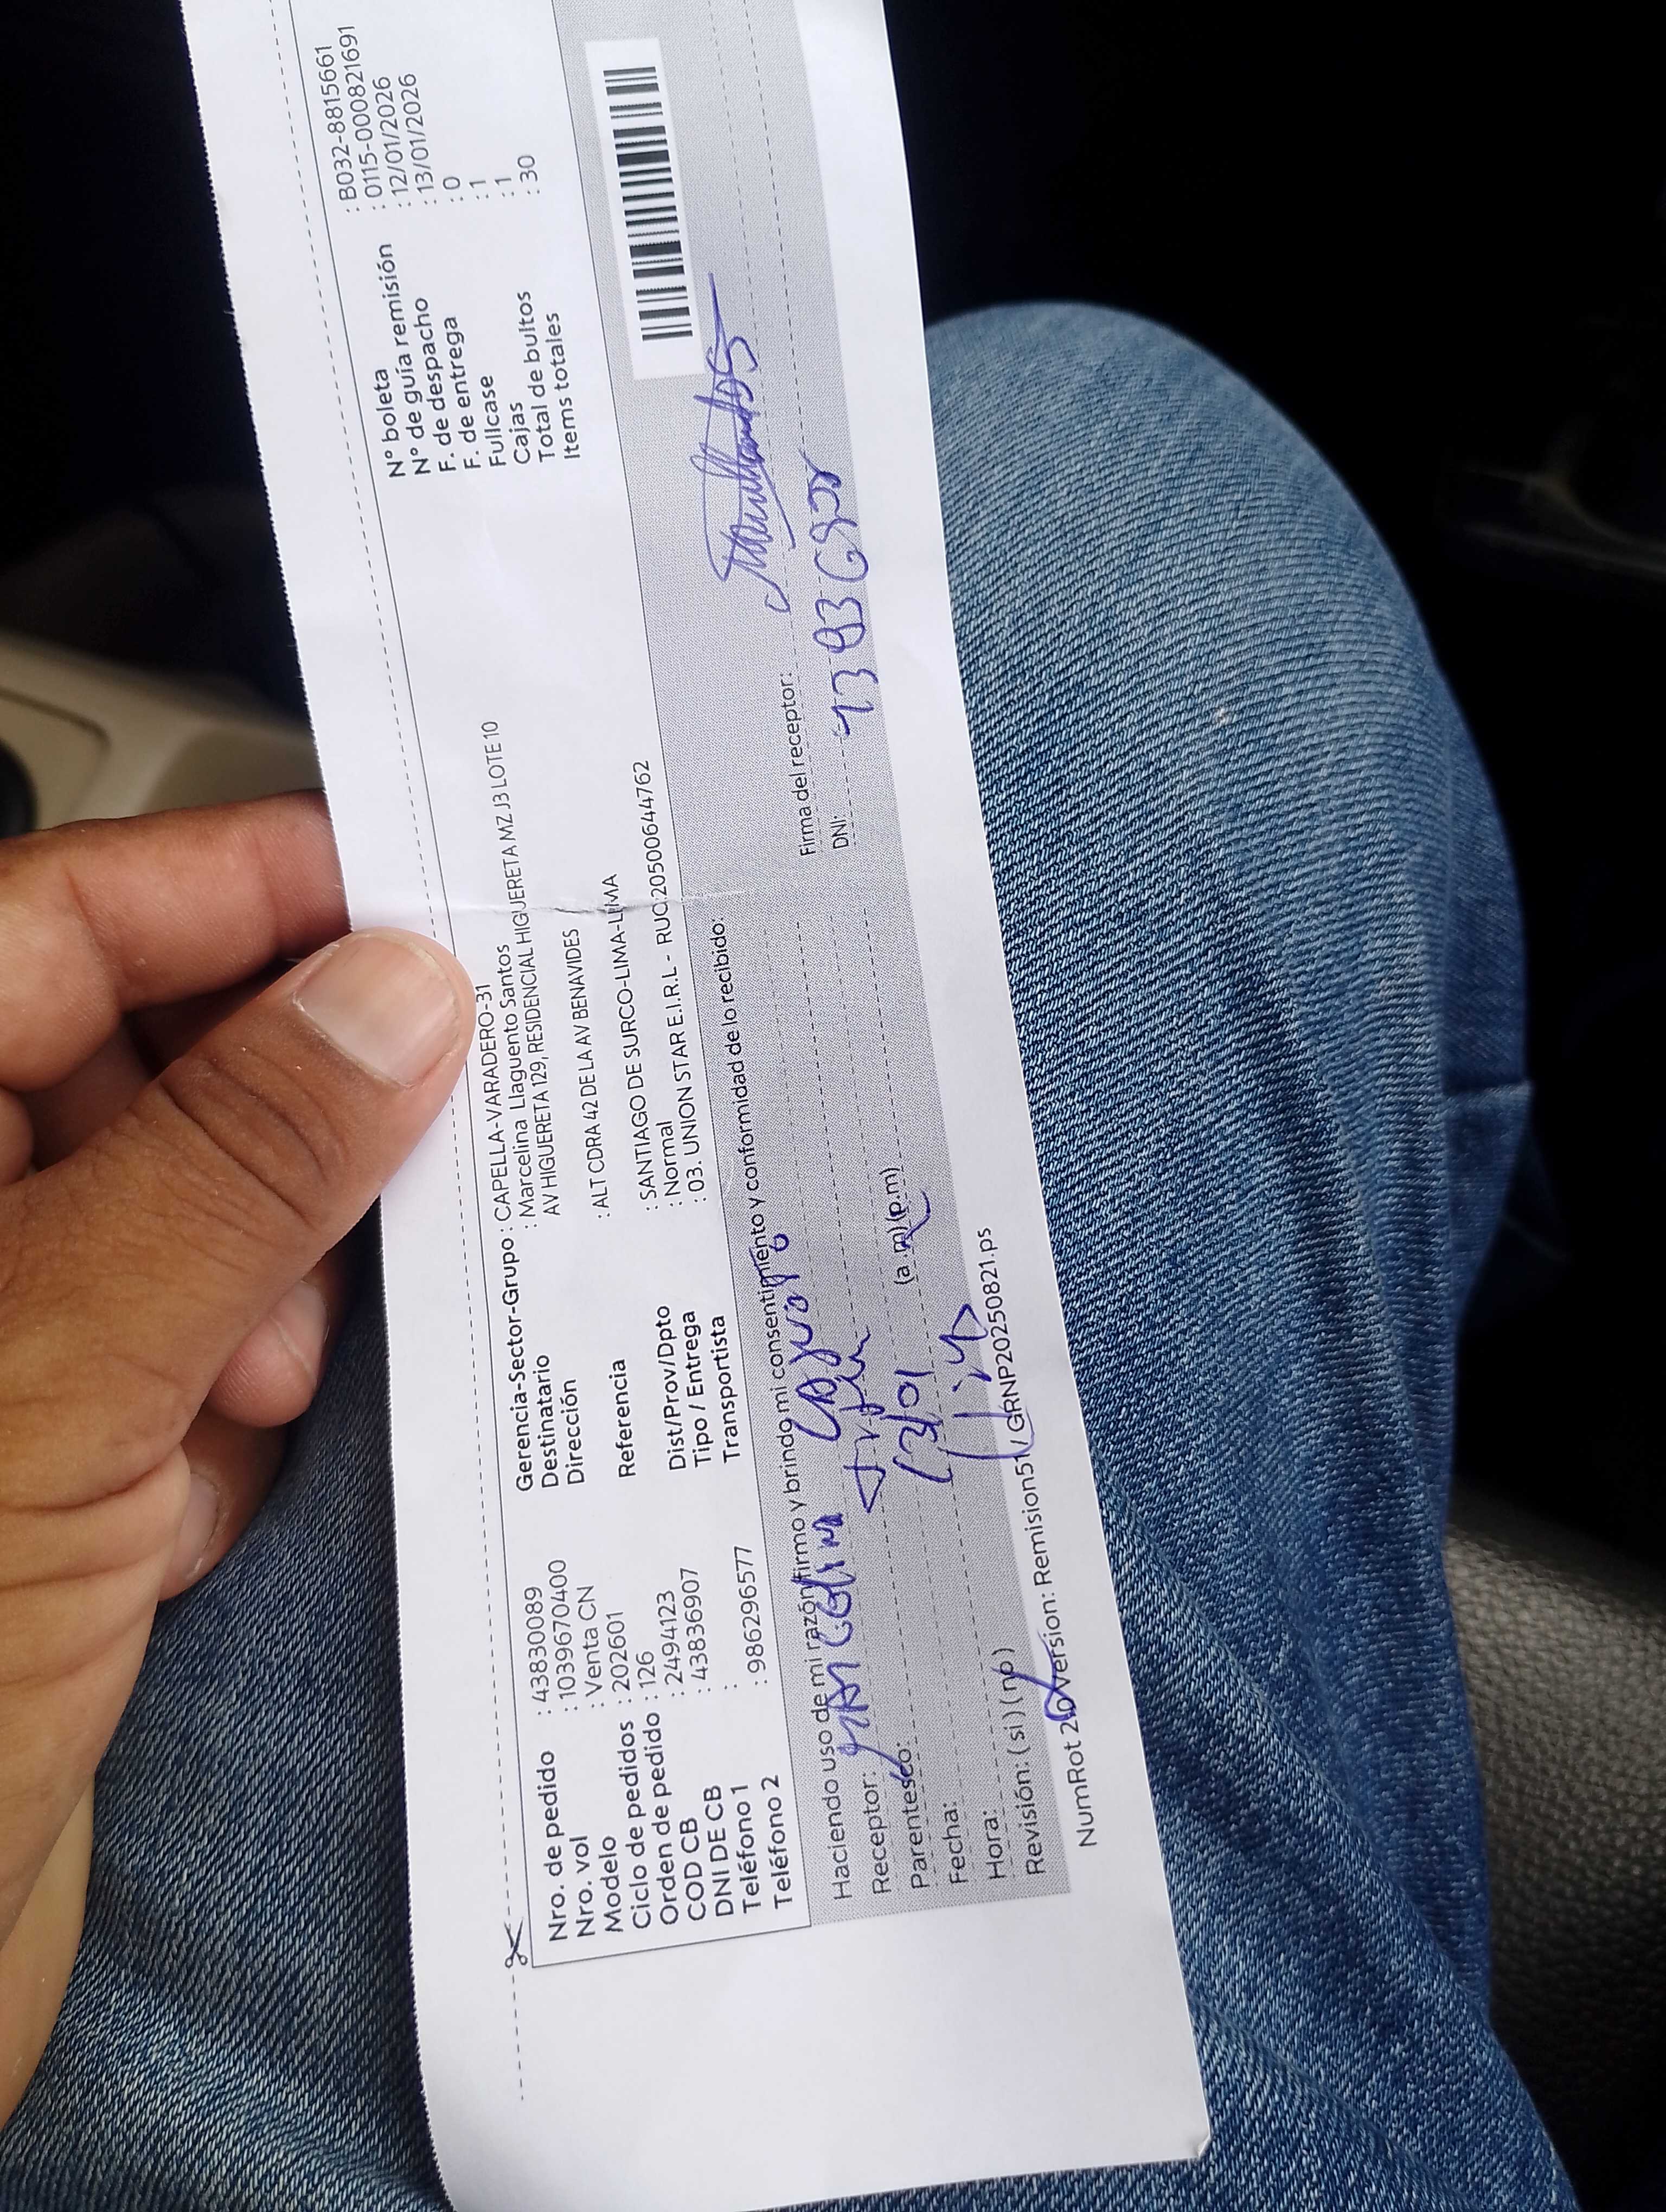 Nro. de pedido : 43830089
Nro. vol : 1039670400
Modelo : Venta CN
Ciclo de pedidos : 202601
Orden de pedido : 126
COD CB : 2494123
DNI DE CB : 43836907
Teléfono 1 :
Teléfono 2 : 986296577
Gerencia-Sector-Grupo : CAPELLA-VARADERO-31
Destinatario : Marcelina Llaguento Santos
Dirección AV HIGUERETA 129, RESIDENCIAL HIGUERETA MZ J3 LOTE 10
Referencia : ALT CDRA 42 DE LA AV BENAVIDES
Dist/Prov/Dpto : SANTIAGO DE SURCO-LIMA-LIMA
Tipo / Entrega : Normal
Transportista : 03. UNION STAR E.I.R.L - RUC:20500644762
N° boleta : B032-8815661
N° de guía remisión : 0115-000821691
F. de despacho : 12/01/2026
F. de entrega : 13/01/2026
Fullcase : 0
Cajas : 1
Total de bultos : 1
Items totales : 30
Haciendo uso de mi razón firmo y brindo mi consentimiento y conformidad de lo recibido:
Receptor:
Parentesco:
Fecha: 13/01
Hora: (a.m)(p.m)
Revisión: ( si ) ( no )
Firma del receptor:
DNI:
NumRot 20 Version: Remision51/GRNP20250821.ps